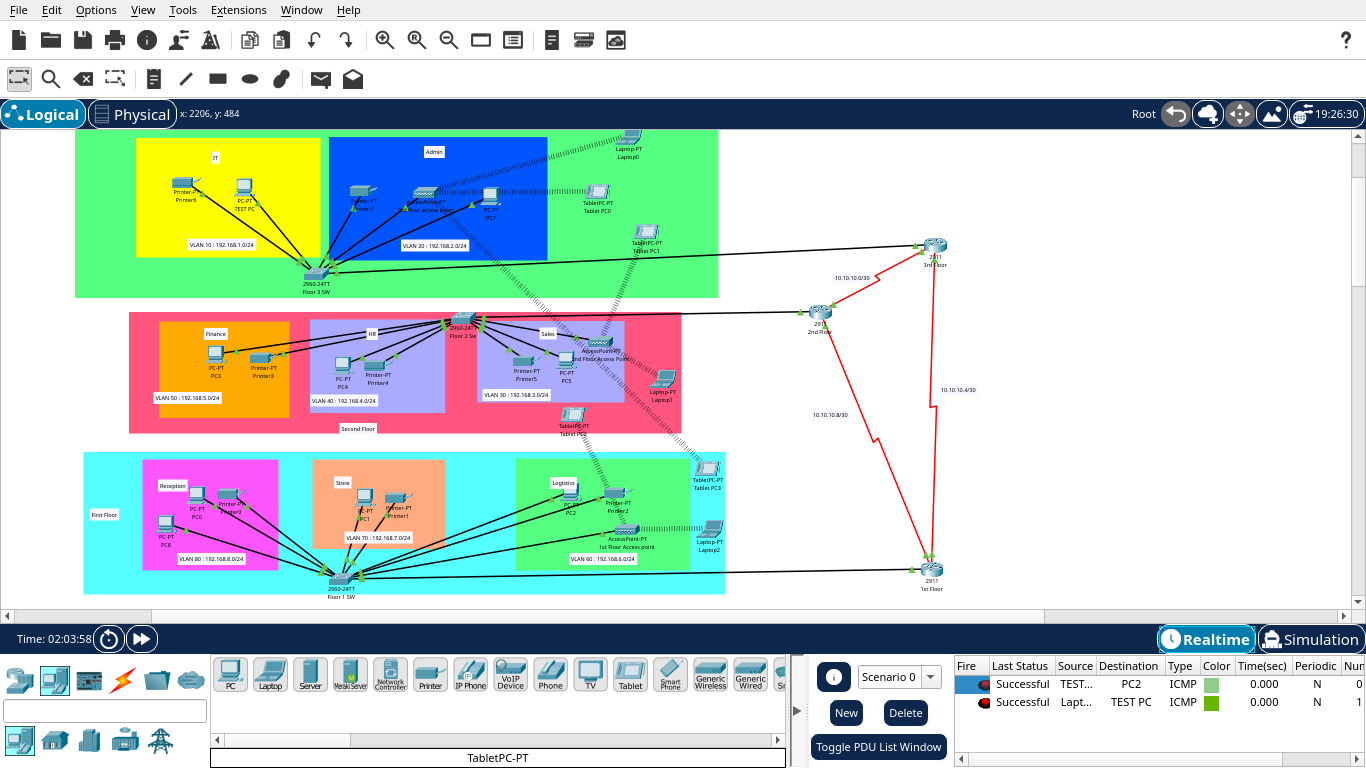 File Edit Options View Tools Extensions Window Help
Logical Physical x: 2206, y: 484 Root 19:26:30
IT
Printer-PT
Printer6
PC-PT
TEST PC
VLAN 10 : 192.168.1.0/24
Admin
Printer7
PC-PT
PC7
VLAN 20 : 192.168.2.0/24
Laptop-PT
Laptop0
TabletPC-PT
Tablet PC0
TabletPC-PT
Tablet PC1
2960-24TT
Floor 3 SW
2911
3rd Floor
10.10.10.0/30
2911
2nd Floor
10.10.10.4/30
10.10.10.8/30
2911
1st Floor
2960-24TT
Floor 2 Sw
Finance
PC-PT
PC3
Printer-PT
Printer3
VLAN 50 : 192.168.5.0/24
HR
PC-PT
PC4
Printer-PT
Printer4
VLAN 40 : 192.168.4.0/24
Sales
Printer-PT
Printer5
PC-PT
PC5
AccessPoint-PT
2nd Floor Access Point
VLAN 30 : 192.168.3.0/24
Laptop-PT
Laptop1
TabletPC-PT
Tablet PC2
Second Floor
First Floor
Reception
PC-PT
PC0
Printer-PT
Printer0
PC-PT
PC8
VLAN 80 : 192.168.8.0/24
Store
PC-PT
PC1
Printer-PT
Printer1
VLAN 70 : 192.168.7.0/24
Logistics
PC-PT
PC2
Printer-PT
Printer2
AccessPoint-PT
1st Floor Access point
VLAN 60 : 192.168.6.0/24
TabletPC-PT
Tablet PC3
Laptop-PT
Laptop2
2960-24TT
Floor 1 SW
Time: 02:03:58 Realtime Simulation
PC Laptop Server Meraki Server Network Controller Printer IP Phone VoIP Device Phone TV Tablet Smart Phone Generic Wireless Generic Wired
TabletPC-PT
Scenario 0
New Delete
Toggle PDU List Window
Fire Last Status Source Destination Type Color Time(sec) Periodic Num
Successful TEST... PC2 ICMP 0.000 N 0
Successful Lapt... TEST PC ICMP 0.000 N 1